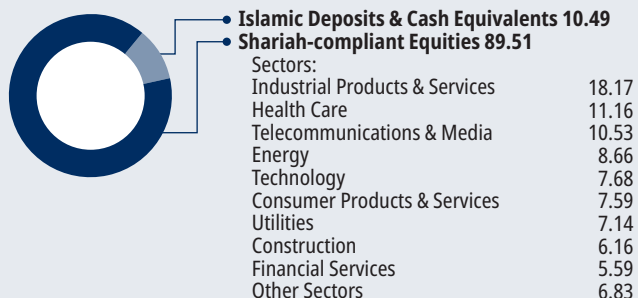 Islamic Deposits & Cash Equivalents 10.49
Shariah-compliant Equities 89.51
Sectors:
Industrial Products & Services 18.17
Health Care 11.16
Telecommunications & Media 10.53
Energy 8.66
Technology 7.68
Consumer Products & Services 7.59
Utilities 7.14
Construction 6.16
Financial Services 5.59
Other Sectors 6.83